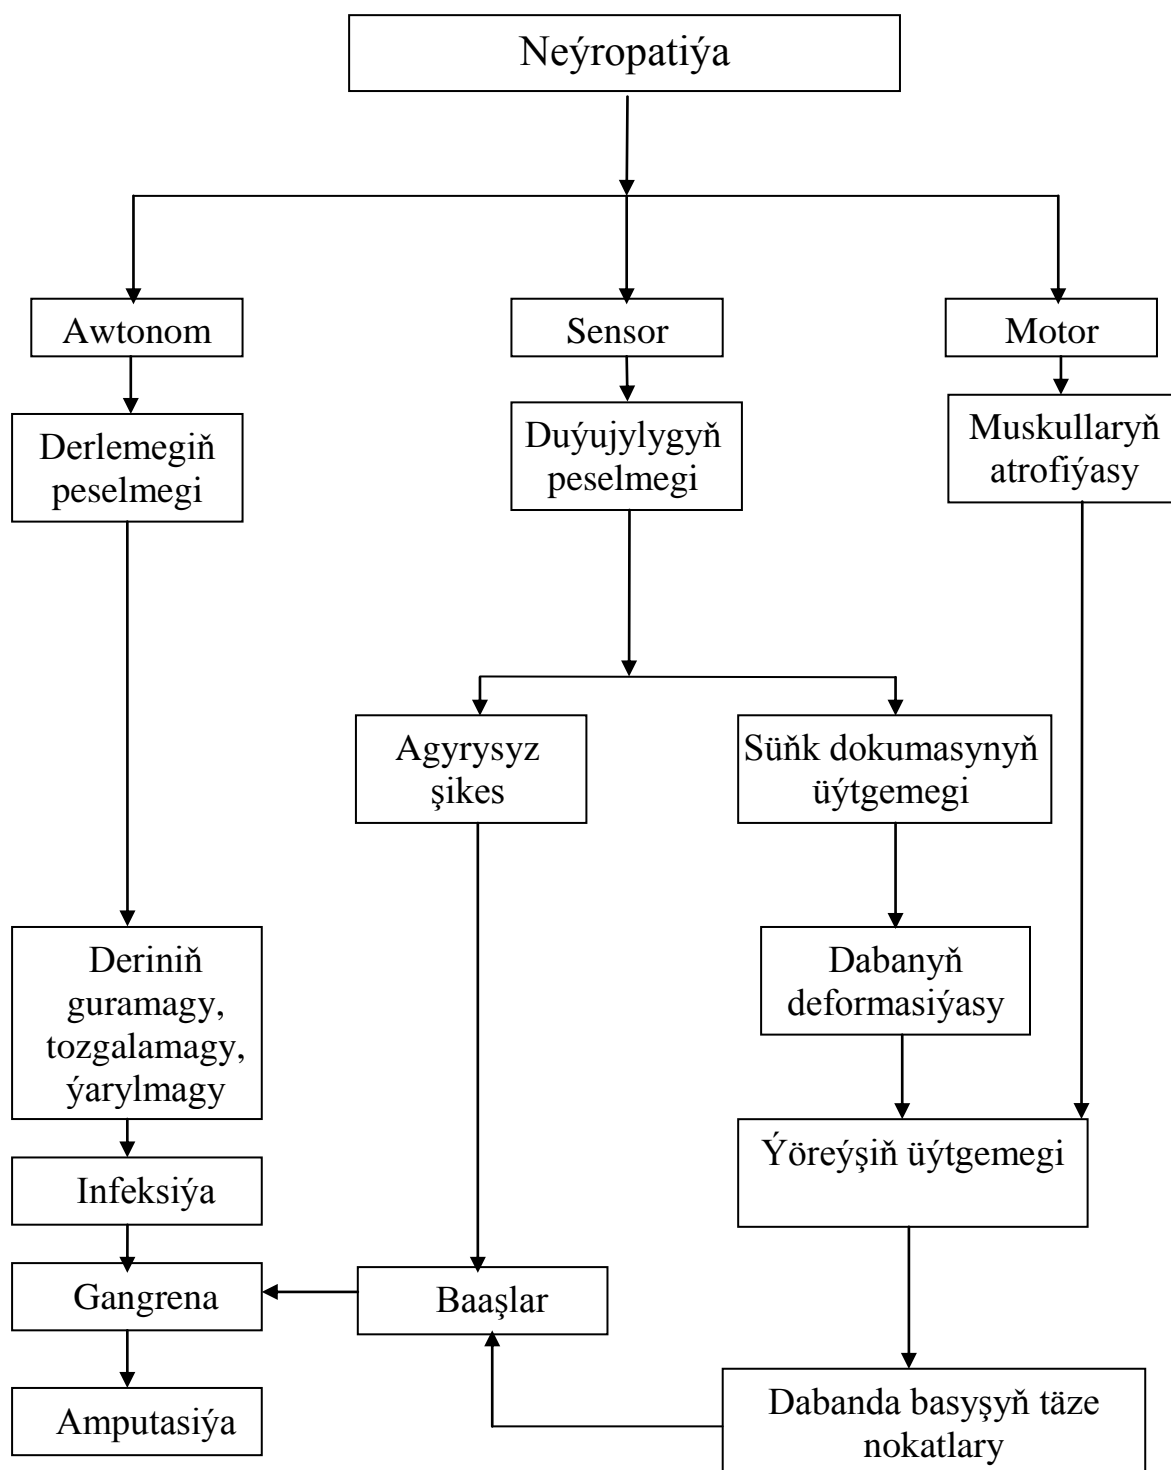 Neýropatiýa
Awtonom
Sensor
Motor
Derlemegiň
peselmegi
Duýujylygyň
peselmegi
Muskullaryň
atrofiýasy
Agyrysyz
şikes
Süňk dokumasynyň
üýtgemegi
Deriniň
guramagy,
tozgalamagy,
ýarylmagy
Dabanyň
deformasiýasy
Ýöreýşiň üýtgemegi
Infeksiýa
Gangrena
Baaşlar
Amputasiýa
Dabanda basyşyň täze
nokatlary